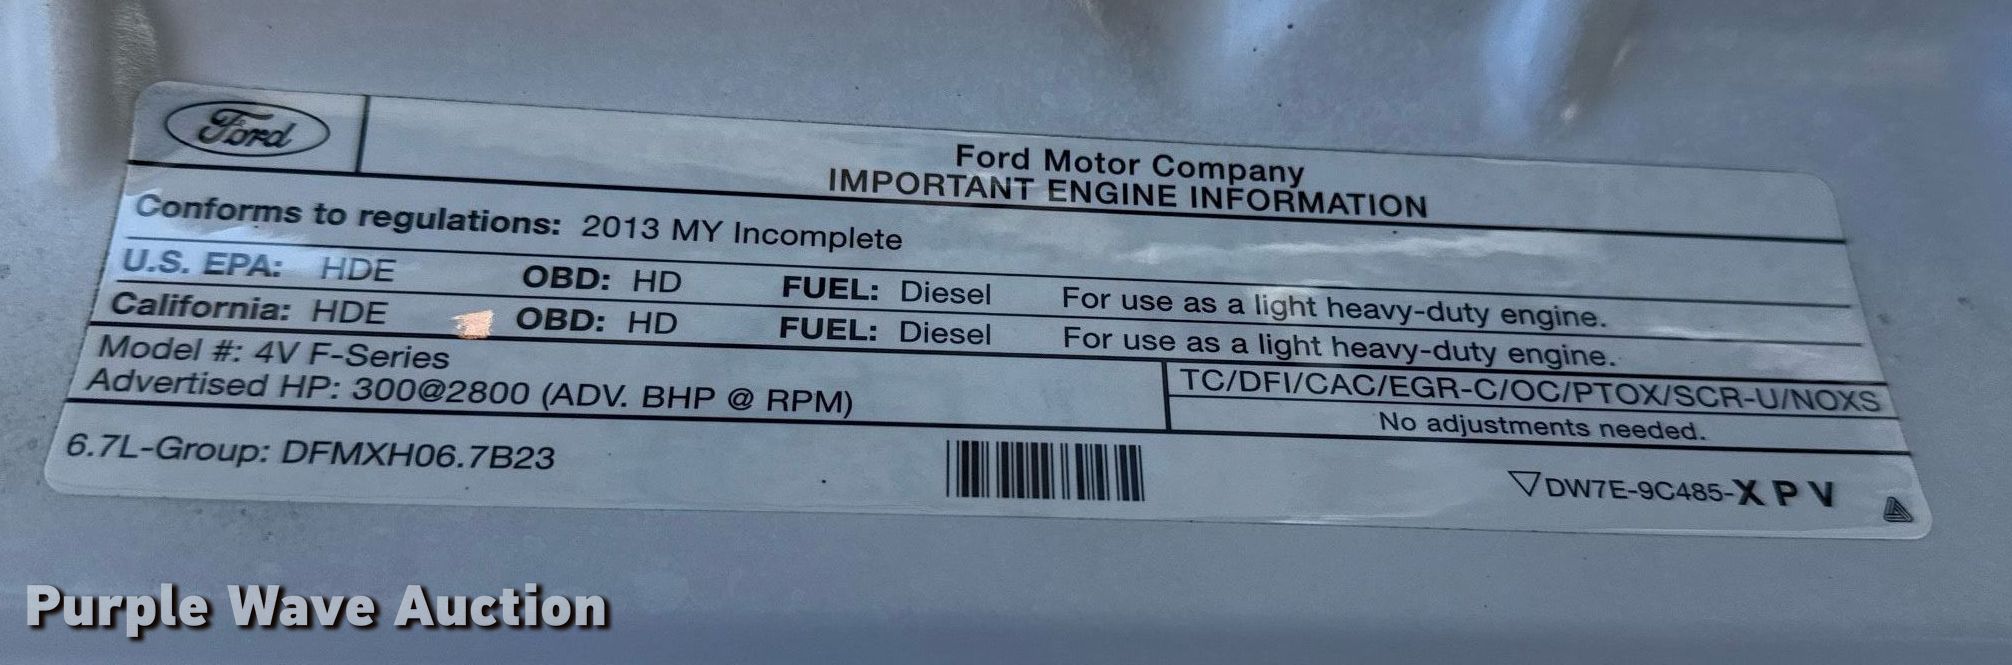 Ford
Ford Motor Company
IMPORTANT ENGINE INFORMATION
Conforms to regulations: 2013 MY Incomplete
U.S. EPA: HDE OBD: HD FUEL: Diesel For use as a light heavy-duty engine.
California: HDE OBD: HD FUEL: Diesel For use as a light heavy-duty engine.
Model #: 4V F-Series
Advertised HP: 300@2800 (ADV. BHP @ RPM)
TC/DFI/CAC/EGR-C/OC/PTOX/SCR-U/NOXS
No adjustments needed.
6.7L-Group: DFMXH06.7B23
▽DW7E-9C485-XPV
Purple Wave Auction